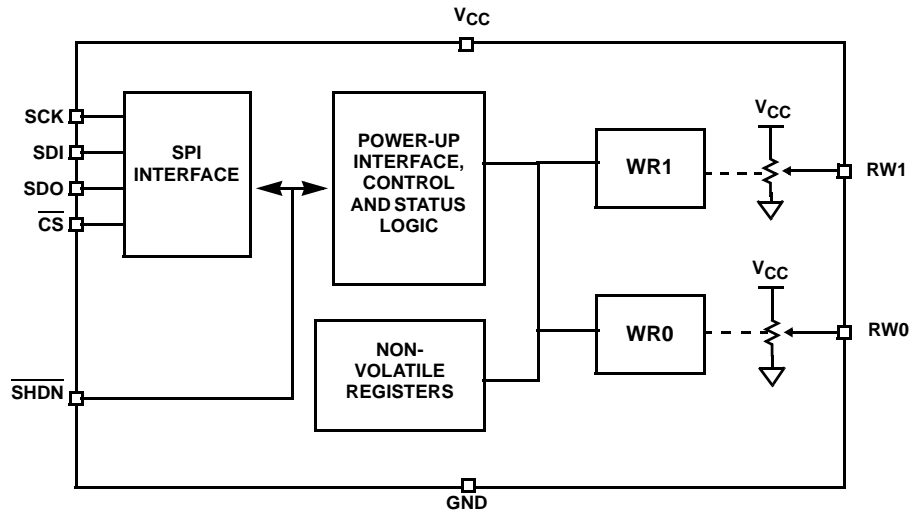 VCC
SCK
SDI
SDO
CS
SHDN
SPI
INTERFACE
POWER-UP
INTERFACE,
CONTROL
AND STATUS
LOGIC
NON-
VOLATILE
REGISTERS
WR1
VCC
RW1
WR0
VCC
RW0
GND